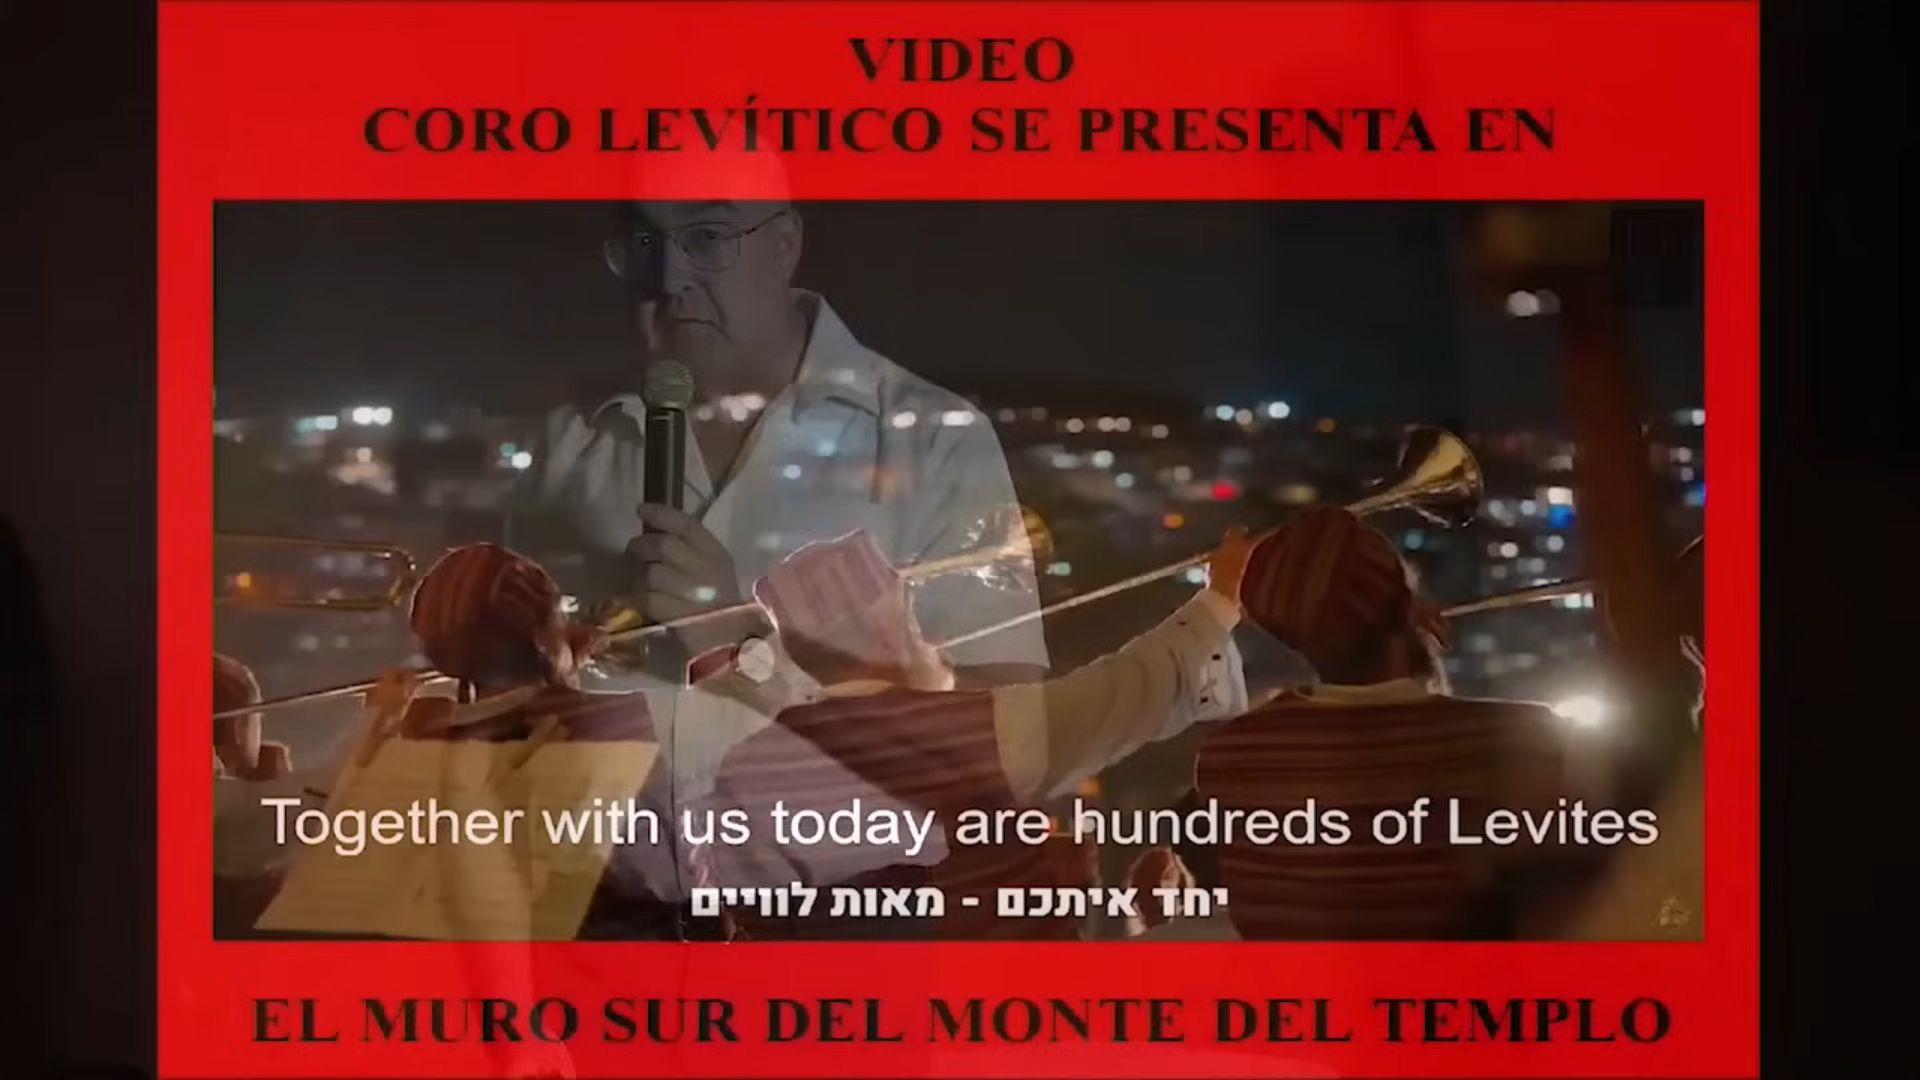 VIDEO
CORO LEVÍTICO SE PRESENTA EN
Together with us today are hundreds of Levites
יחד איתכם - מאות לוויים
EL MURO SUR DEL MONTE DEL TEMPLO